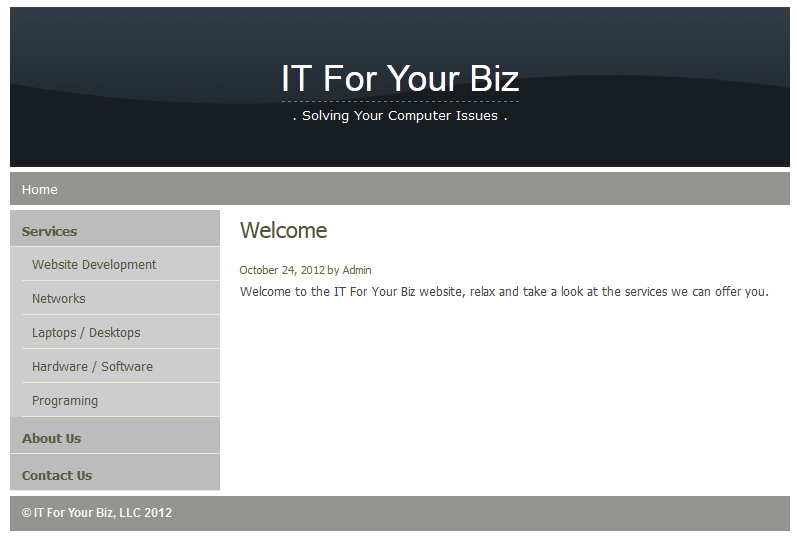 IT For Your Biz
. Solving Your Computer Issues .
Home
Services
Website Development
Networks
Laptops / Desktops
Hardware / Software
Programing
About Us
Contact Us
Welcome
October 24, 2012 by Admin
Welcome to the IT For Your Biz website, relax and take a look at the services we can offer you.
© IT For Your Biz, LLC 2012